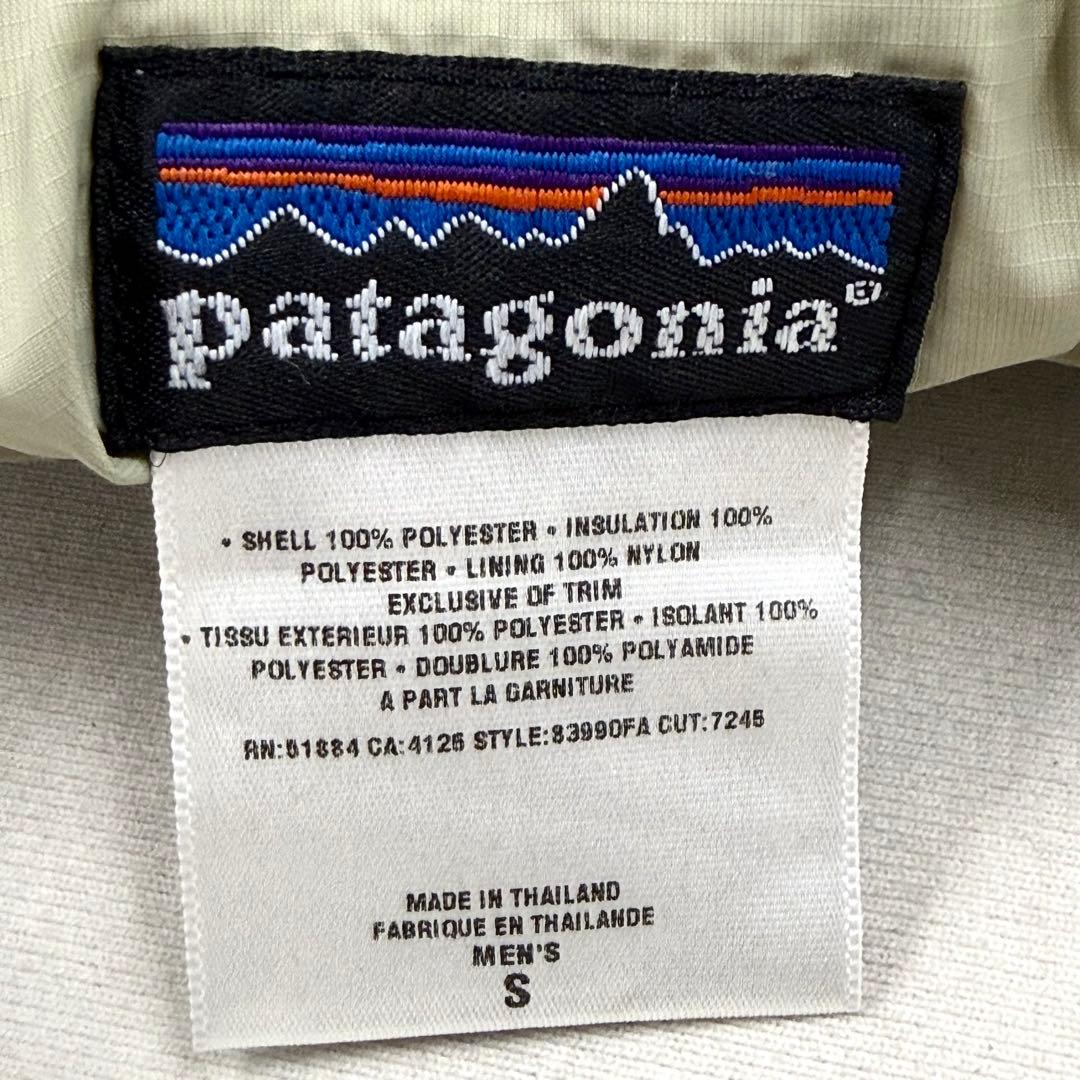 patagonia®
• SHELL 100% POLYESTER • INSULATION 100%
POLYESTER • LINING 100% NYLON
EXCLUSIVE OF TRIM
• TISSU EXTERIEUR 100% POLYESTER • ISOLANT 100%
POLYESTER • DOUBLURE 100% POLYAMIDE
A PART LA GARNITURE
RN:51884 CA:4125 STYLE:83990FA CUT:7245
MADE IN THAILAND
FABRIQUE EN THAILANDE
MEN'S
S